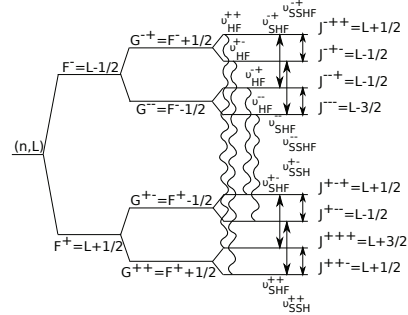 υ⁺⁺HF
υ⁻⁺SHF
υ⁻⁺SSHF
J⁻⁺⁺=L+1/2
G⁻⁺=F⁻+1/2
υ⁺⁻HF
J⁻⁺⁻=L-1/2
F⁻=L-1/2
υ⁻⁺HF
J⁻⁻⁺=L-1/2
G⁻⁻=F⁻-1/2
υ⁻⁻HF
J⁻⁻⁻=L-3/2
υ⁻⁻SHF
υ⁻⁻SSHF
(n,L)
υ⁺⁻SSH
υ⁺⁻SHF
G⁺⁻=F⁺-1/2
J⁺⁻⁺=L+1/2
J⁺⁻⁻=L-1/2
F⁺=L+1/2
J⁺⁺⁺=L+3/2
G⁺⁺=F⁺+1/2
J⁺⁺⁻=L+1/2
υ⁺⁺SHF
υ⁺⁺SSH